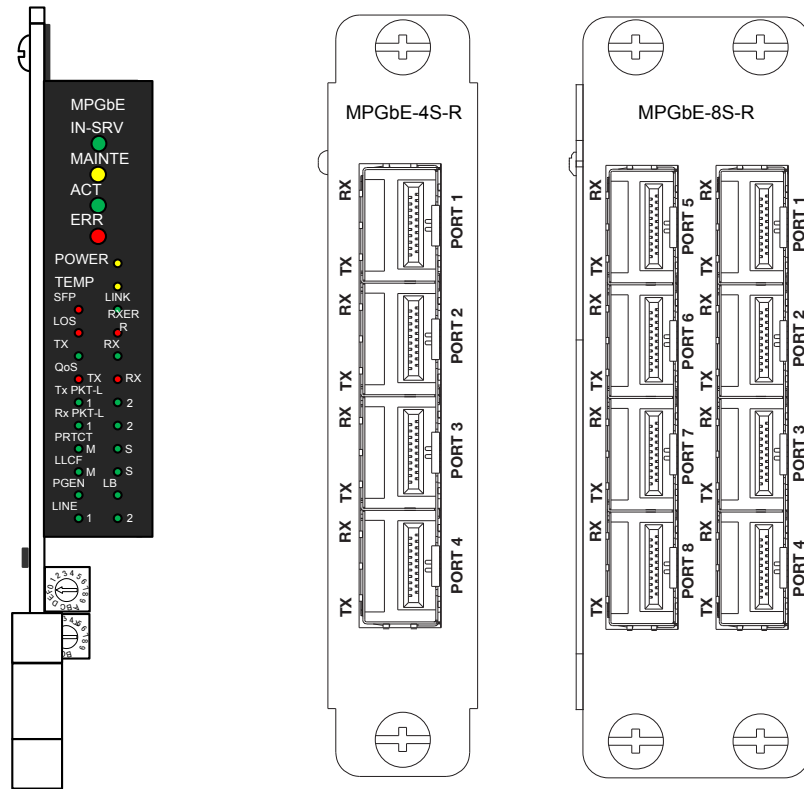 MPGbE
IN-SRV
MAINTE
ACT
ERR
POWER
TEMP
SFP LINK
LOS RXER
R
TX RX
QoS
TX RX
Tx PKT-L
1 2
Rx PKT-L
1 2
PRTCT
M S
LLCF
M S
PGEN LB
LINE
1 2
MPGbE-4S-R
RX
TX
PORT 1
RX
TX
PORT 2
RX
TX
PORT 3
RX
TX
PORT 4
MPGbE-8S-R
RX
TX
PORT 5
RX
TX
PORT 6
RX
TX
PORT 7
RX
TX
PORT 8
RX
TX
PORT 1
RX
TX
PORT 2
RX
TX
PORT 3
RX
TX
PORT 4